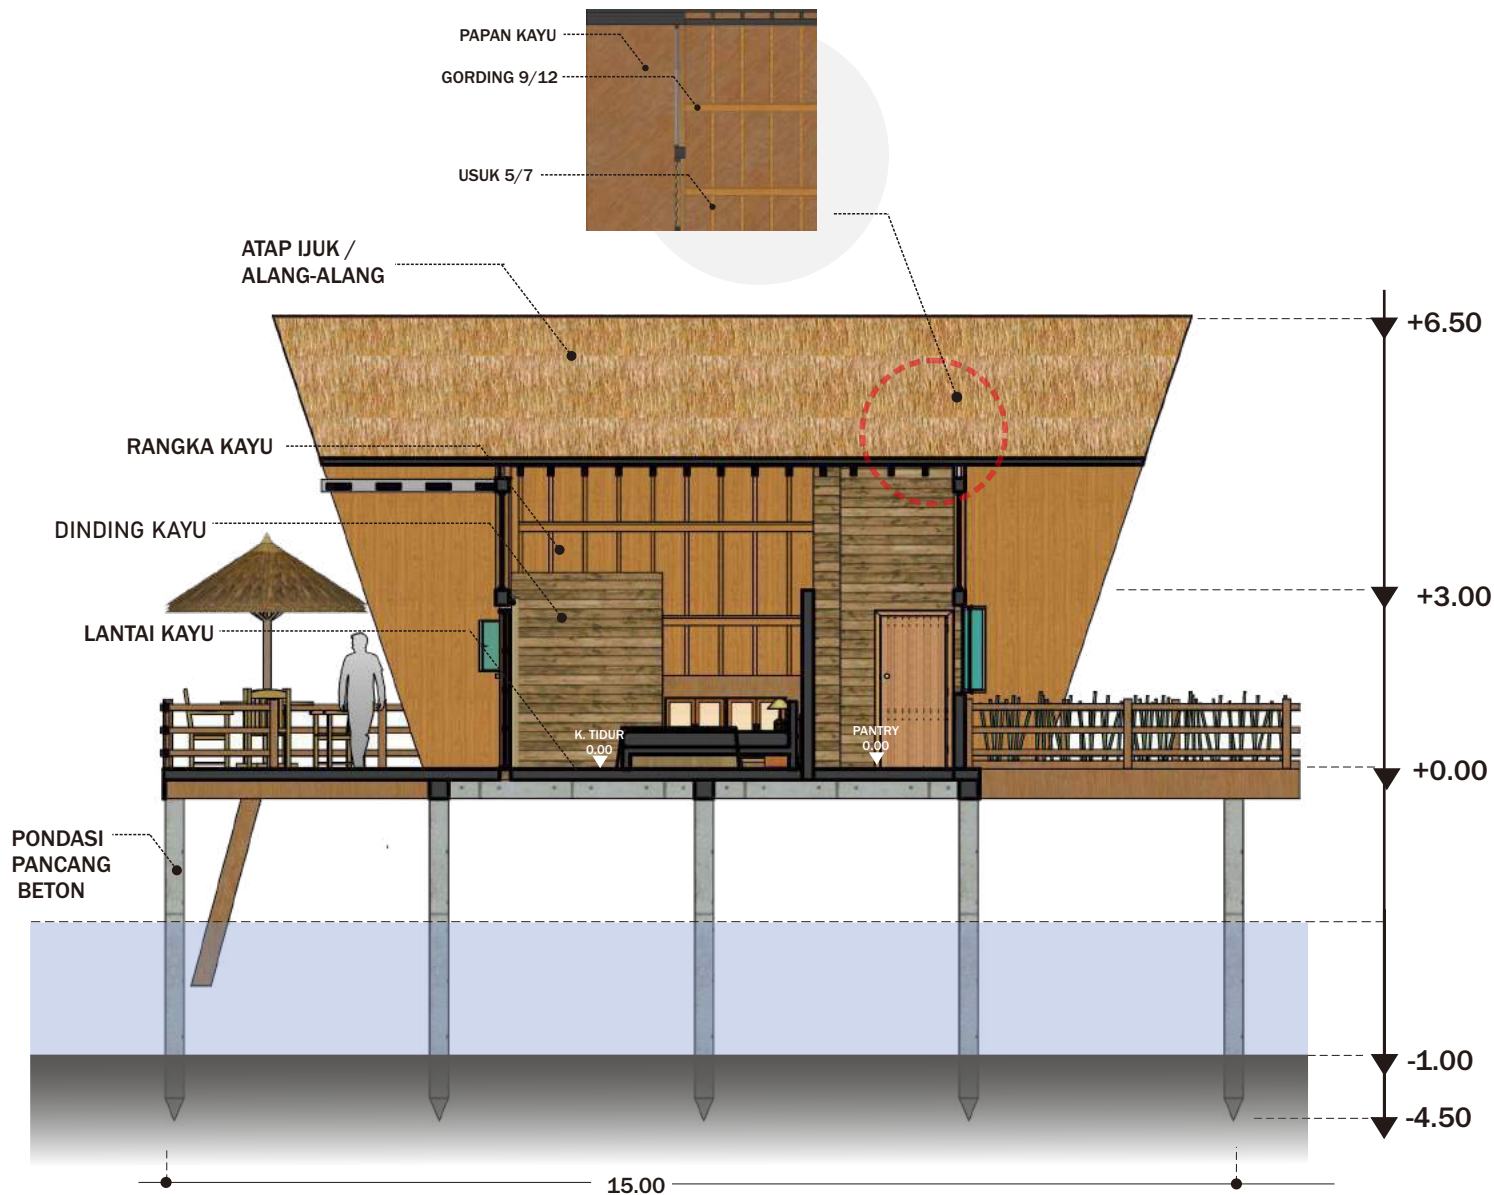 PAPAN KAYU
GORDING 9/12
USUK 5/7
ATAP IJUK /
ALANG-ALANG
+6.50
RANGKA KAYU
DINDING KAYU
+3.00
LANTAI KAYU
K. TIDUR
0.00
PANTRY
0.00
+0.00
PONDASI
PANCANG
BETON
-1.00
-4.50
15.00